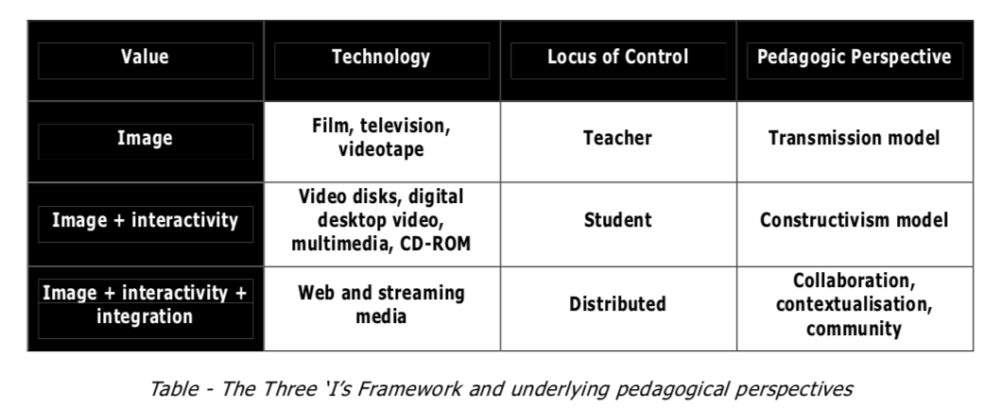 Value
Technology
Locus of Control
Pedagogic Perspective
Image
Film, television,
videotape
Teacher
Transmission model
Image + interactivity
Video disks, digital
desktop video,
multimedia, CD-ROM
Student
Constructivism model
Image + interactivity +
integration
Web and streaming
media
Distributed
Collaboration,
contextualisation,
community
Table - The Three ‘I’s Framework and underlying pedagogical perspectives